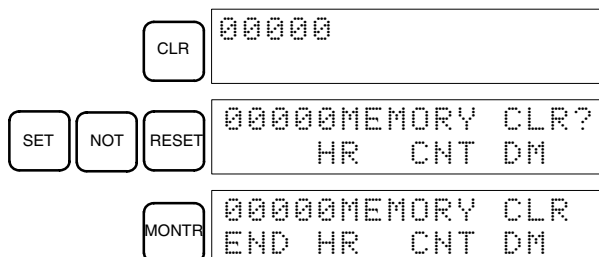 CLR
00000
SET NOT RESET
00000MEMORY CLR?
HR CNT DM
MONTR
00000MEMORY CLR
END HR CNT DM